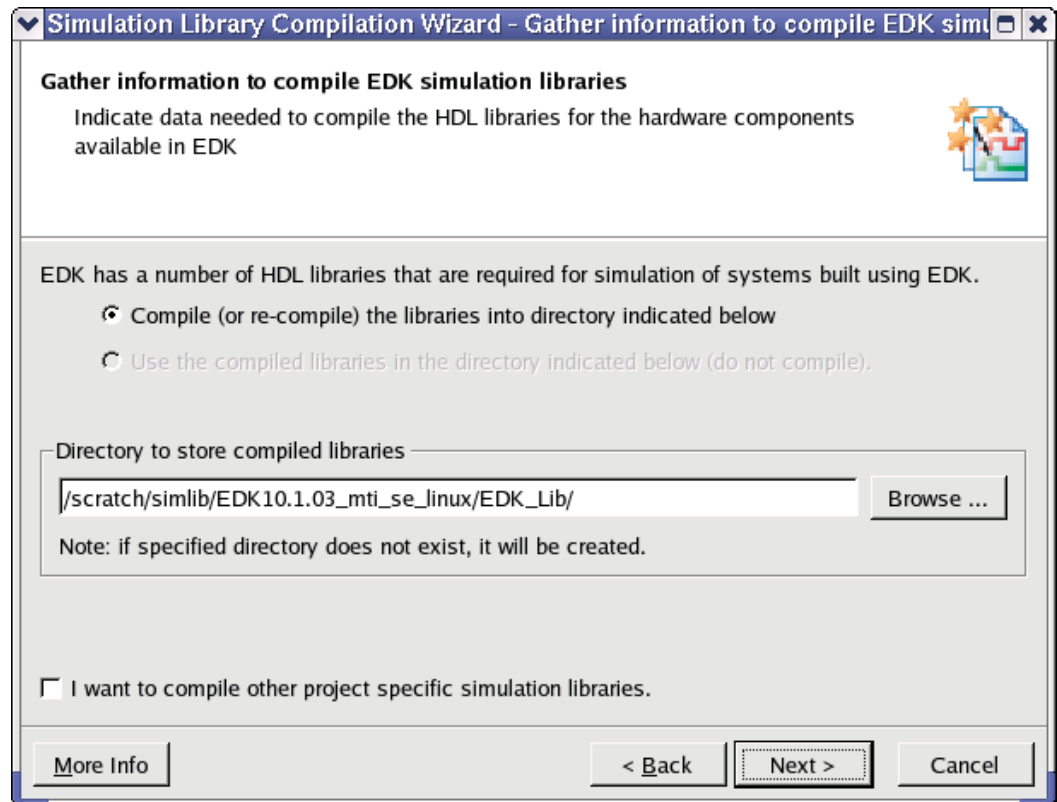 Simulation Library Compilation Wizard - Gather information to compile EDK simu
Gather information to compile EDK simulation libraries
Indicate data needed to compile the HDL libraries for the hardware components
available in EDK
EDK has a number of HDL libraries that are required for simulation of systems built using EDK.
Compile (or re-compile) the libraries into directory indicated below
Use the compiled libraries in the directory indicated below (do not compile).
Directory to store compiled libraries
/scratch/simlib/EDK10.1.03_mti_se_linux/EDK_Lib/
Browse ...
Note: if specified directory does not exist, it will be created.
I want to compile other project specific simulation libraries.
More Info
< Back
Next >
Cancel